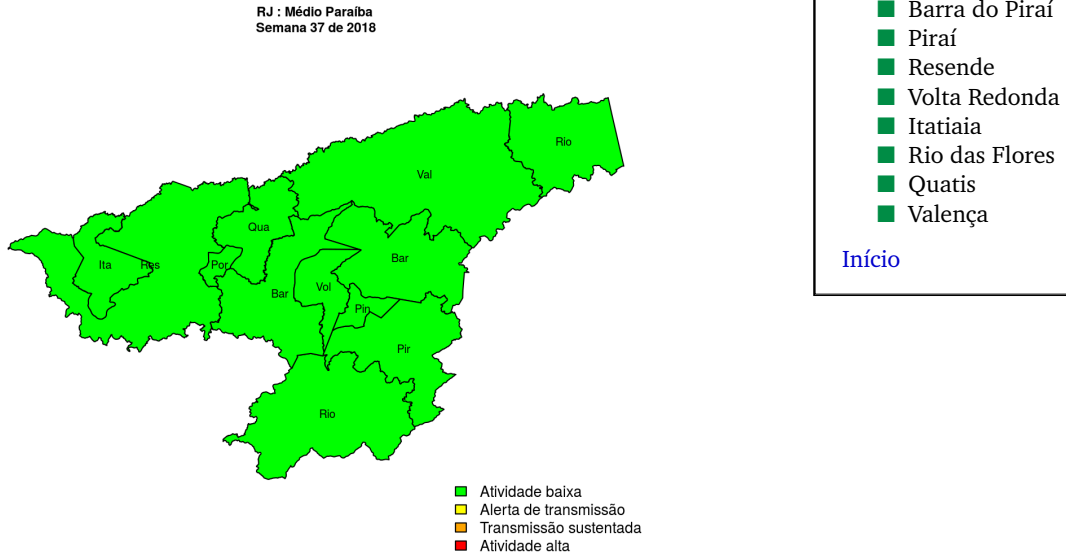 RJ : Médio Paraíba
Semana 37 de 2018
Rio
Val
Qua
Ita
Res
Por
Bar
Bar
Vol
Pin
Pir
Rio
Atividade baixa
Alerta de transmissão
Transmissão sustentada
Atividade alta
Barra do Piraí
Piraí
Resende
Volta Redonda
Itatiaia
Rio das Flores
Quatis
Valença
Início